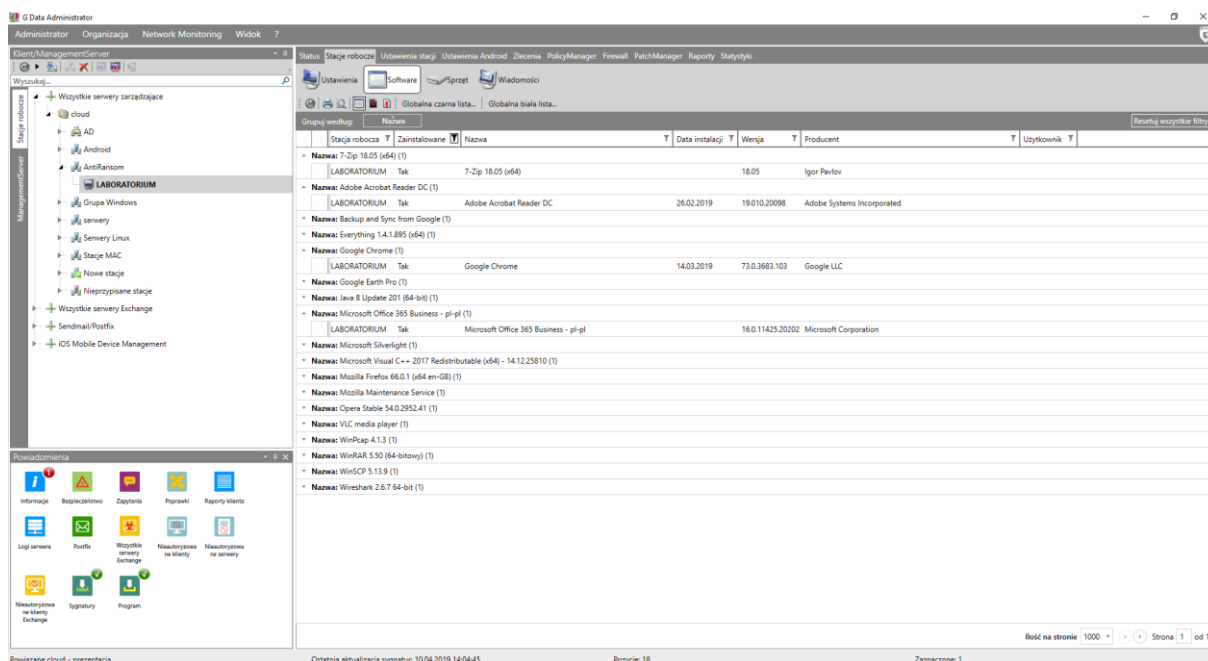 G Data Administrator
Administrator Organizacja Network Monitoring Widok ?
Klient/ManagementServer
Wyszukaj...
Stacje robocze
ManagementServer
Wszystkie serwery zarządzające
cloud
AD
Android
AntiRansom
LABORATORIUM
Grupa Windows
serwery
Serwery Linux
Stacje MAC
Nowe stacje
Nieprzypisane stacje
Wszystkie serwery Exchange
Sendmail/Postfix
iOS Mobile Device Management
Powiadomienia
Informacje Bezpieczeństwo Zapytania Poprawki Raporty klienta
Logi serwera Postfix Wszystkie serwery Exchange Nieautoryzowa ne klienty Nieautoryzowa ne serwery
Nieautoryzowa ne klienty Exchange Sygnatury Program
Status Stacje robocze Ustawienia stacji Ustawienia Android Zlecenia PolicyManager Firewall PatchManager Raporty Statystyki
Ustawienia Software Sprzęt Wiadomości
Globalna czarna lista... Globalna biała lista...
Grupuj według: Nazwa Resetuj wszystkie filtry
Stacja robocza Zainstalowane Nazwa Data instalacji Wersja Producent Użytkownik
Nazwa: 7-Zip 18.05 (x64) (1)
LABORATORIUM Tak 7-Zip 18.05 (x64) 18.05 Igor Pavlov
Nazwa: Adobe Acrobat Reader DC (1)
LABORATORIUM Tak Adobe Acrobat Reader DC 26.02.2019 19.010.20098 Adobe Systems Incorporated
Nazwa: Backup and Sync from Google (1)
Nazwa: Everything 1.4.1.895 (x64) (1)
Nazwa: Google Chrome (1)
LABORATORIUM Tak Google Chrome 14.03.2019 73.0.3683.103 Google LLC
Nazwa: Google Earth Pro (1)
Nazwa: Java 8 Update 201 (64-bit) (1)
Nazwa: Microsoft Office 365 Business - pl-pl (1)
LABORATORIUM Tak Microsoft Office 365 Business - pl-pl 16.0.11425.20202 Microsoft Corporation
Nazwa: Microsoft Silverlight (1)
Nazwa: Microsoft Visual C++ 2017 Redistributable (x64) - 14.12.25810 (1)
Nazwa: Mozilla Firefox 66.0.1 (x64 en-GB) (1)
Nazwa: Mozilla Maintenance Service (1)
Nazwa: Opera Stable 54.0.2952.41 (1)
Nazwa: VLC media player (1)
Nazwa: WinPcap 4.1.3 (1)
Nazwa: WinRAR 5.50 (64-bitowy) (1)
Nazwa: WinSCP 5.13.9 (1)
Nazwa: Wireshark 2.6.7 64-bit (1)
Ilość na stronie 1000 Strona 1 od 1
Powiązane cloud - prezentacja Ostatnia aktualizacja sygnatur: 10.04.2019 14:04:45 Pozycje: 18 Zaznaczone: 1